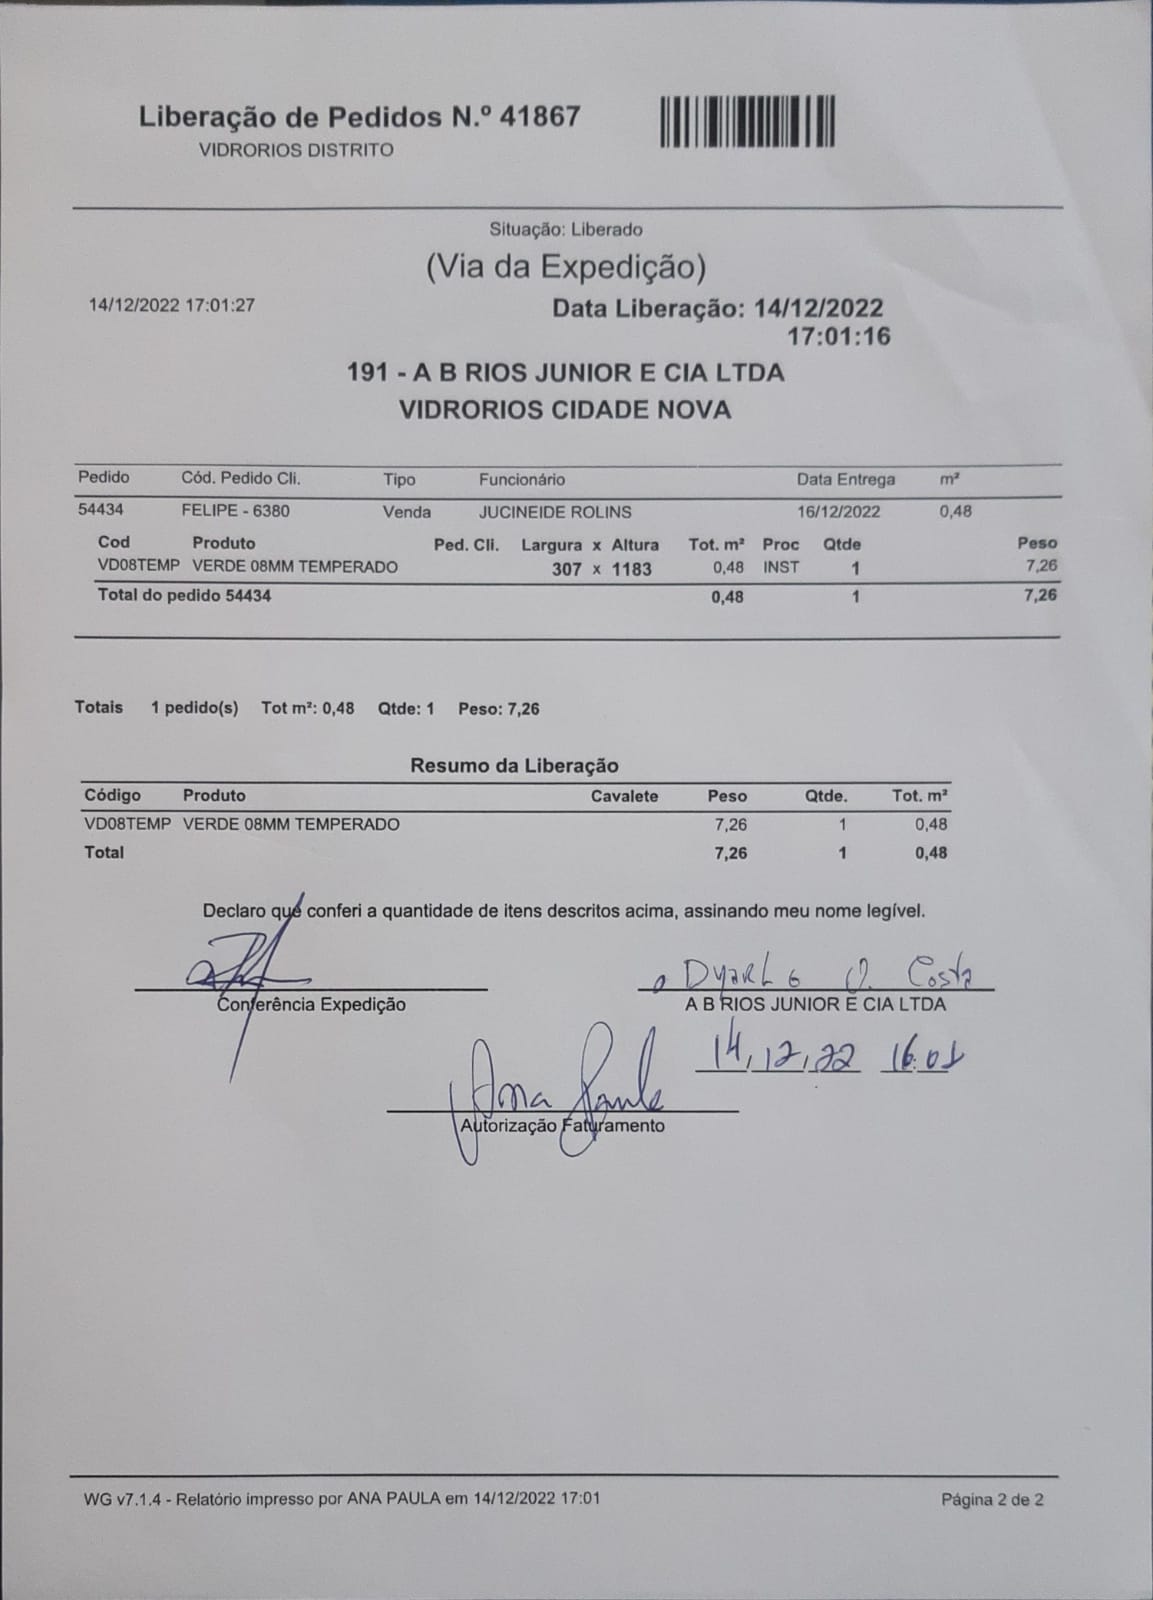 Liberação de Pedidos N.º 41867
VIDRORIOS DISTRITO
Situação: Liberado
(Via da Expedição)
14/12/2022 17:01:27 Data Liberação: 14/12/2022
17:01:16
191 - A B RIOS JUNIOR E CIA LTDA
VIDRORIOS CIDADE NOVA
Pedido Cód. Pedido Cli. Tipo Funcionário Data Entrega m²
54434 FELIPE - 6380 Venda JUCINEIDE ROLINS 16/12/2022 0,48
Cod Produto Ped. Cli. Largura x Altura Tot. m² Proc Qtde Peso
VD08TEMP VERDE 08MM TEMPERADO 307 x 1183 0,48 INST 1 7,26
Total do pedido 54434 0,48 1 7,26
Totais 1 pedido(s) Tot m²: 0,48 Qtde: 1 Peso: 7,26
Resumo da Liberação
Código Produto Cavalete Peso Qtde. Tot. m²
VD08TEMP VERDE 08MM TEMPERADO 7,26 1 0,48
Total 7,26 1 0,48
Declaro que conferi a quantidade de itens descritos acima, assinando meu nome legível.
Costa
Conferência Expedição A B RIOS JUNIOR E CIA LTDA
14,12,22 16:01
Ana Paula
Autorização Faturamento
WG v7.1.4 - Relatório impresso por ANA PAULA em 14/12/2022 17:01 Página 2 de 2